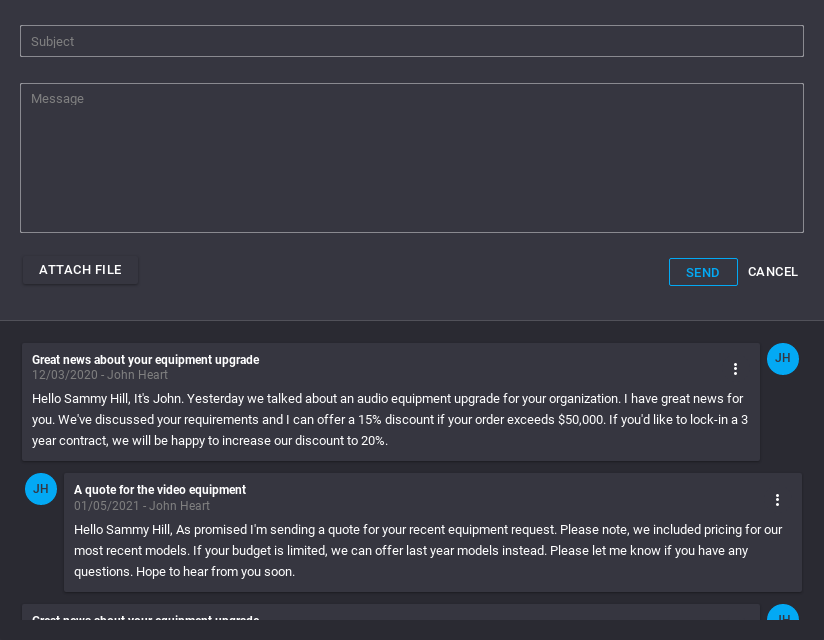 Subject
Message
ATTACH FILE
SEND
CANCEL
Great news about your equipment upgrade
JH
12/03/2020 - John Heart
Hello Sammy Hill, It's John. Yesterday we talked about an audio equipment upgrade for your organization. I have great news for
you. We've discussed your requirements and I can offer a 15% discount if your order exceeds $50,000. If you'd like to lock-in a 3
year contract, we will be happy to increase our discount to 20%.
JH
A quote for the video equipment
01/05/2021 - John Heart
Hello Sammy Hill, As promised I'm sending a quote for your recent equipment request. Please note, we included pricing for our
most recent models. If your budget is limited, we can offer last year models instead. Please let me know if you have any
questions. Hope to hear from you soon.
Great news about your equipment upgrade
JH